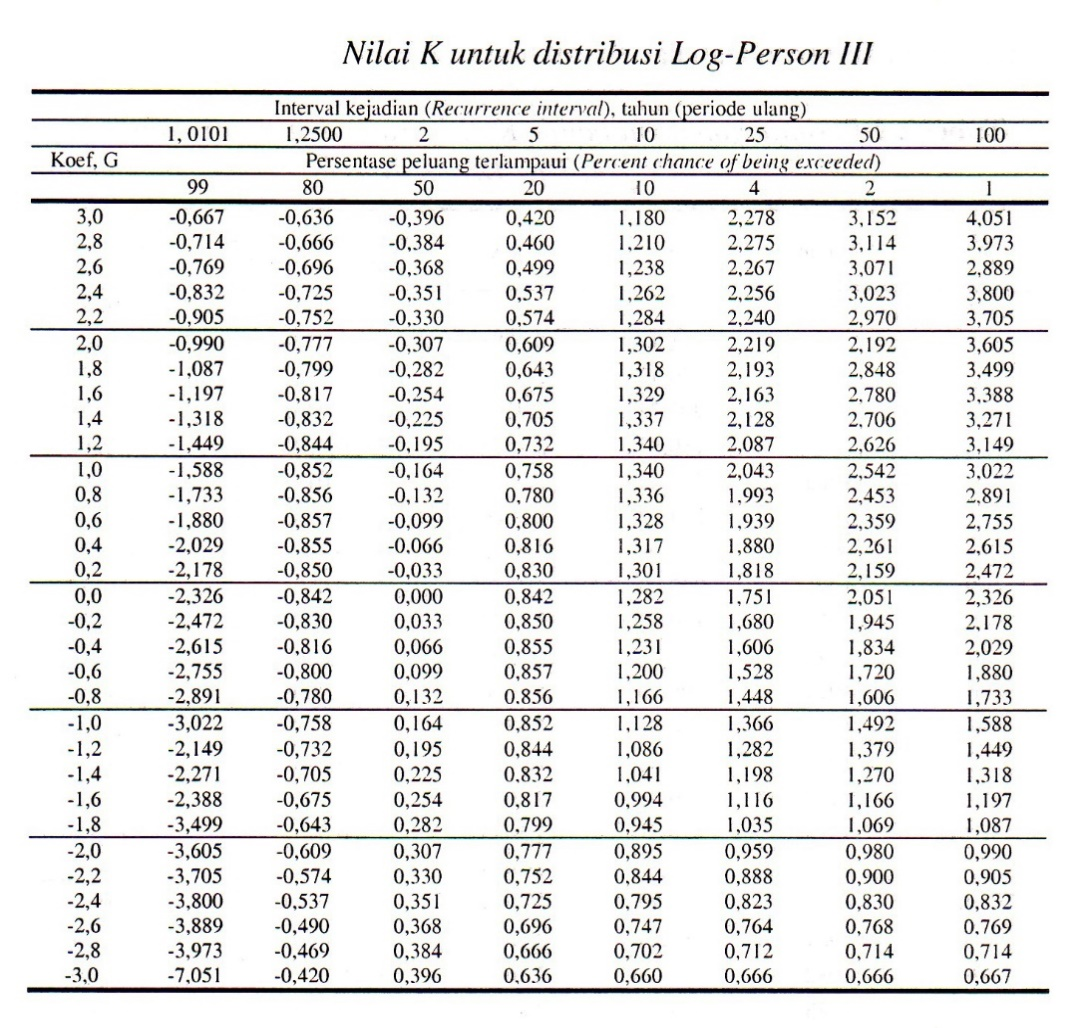 Nilai K untuk distribusi Log-Person III
Interval kejadian (Recurrence interval), tahun (periode ulang)
1, 0101 1,2500 2 5 10 25 50 100
Koef, G Persentase peluang terlampaui (Percent chance of being exceeded)
99 80 50 20 10 4 2 1
3,0 -0,667 -0,636 -0,396 0,420 1,180 2,278 3,152 4,051
2,8 -0,714 -0,666 -0,384 0,460 1,210 2,275 3,114 3,973
2,6 -0,769 -0,696 -0,368 0,499 1,238 2,267 3,071 2,889
2,4 -0,832 -0,725 -0,351 0,537 1,262 2,256 3,023 3,800
2,2 -0,905 -0,752 -0,330 0,574 1,284 2,240 2,970 3,705
2,0 -0,990 -0,777 -0,307 0,609 1,302 2,219 2,192 3,605
1,8 -1,087 -0,799 -0,282 0,643 1,318 2,193 2,848 3,499
1,6 -1,197 -0,817 -0,254 0,675 1,329 2,163 2.780 3,388
1,4 -1,318 -0,832 -0,225 0,705 1,337 2,128 2,706 3,271
1,2 -1,449 -0,844 -0,195 0,732 1,340 2,087 2,626 3,149
1,0 -1,588 -0,852 -0,164 0,758 1,340 2,043 2,542 3,022
0,8 -1,733 -0,856 -0,132 0,780 1,336 1,993 2,453 2,891
0,6 -1,880 -0,857 -0,099 0,800 1,328 1,939 2,359 2,755
0,4 -2,029 -0,855 -0,066 0,816 1,317 1,880 2,261 2,615
0,2 -2,178 -0,850 -0,033 0,830 1,301 1,818 2,159 2,472
0,0 -2,326 -0,842 0,000 0,842 1,282 1,751 2,051 2,326
-0,2 -2,472 -0,830 0,033 0,850 1,258 1,680 1,945 2,178
-0,4 -2,615 -0,816 0,066 0,855 1,231 1,606 1,834 2,029
-0,6 -2,755 -0,800 0,099 0,857 1,200 1,528 1,720 1,880
-0,8 -2,891 -0,780 0,132 0.856 1,166 1,448 1,606 1,733
-1,0 -3,022 -0,758 0,164 0,852 1,128 1,366 1,492 1,588
-1,2 -2,149 -0,732 0,195 0,844 1,086 1,282 1,379 1,449
-1,4 -2,271 -0,705 0,225 0,832 1,041 1,198 1,270 1,318
-1,6 -2,388 -0,675 0,254 0,817 0,994 1,116 1,166 1,197
-1,8 -3,499 -0,643 0,282 0,799 0,945 1,035 1,069 1,087
-2,0 -3,605 -0,609 0,307 0,777 0,895 0,959 0,980 0,990
-2,2 -3,705 -0,574 0,330 0,752 0,844 0,888 0,900 0,905
-2,4 -3,800 -0,537 0,351 0,725 0,795 0,823 0,830 0,832
-2,6 -3,889 -0,490 0,368 0,696 0,747 0,764 0,768 0.769
-2,8 -3,973 -0,469 0,384 0,666 0,702 0,712 0,714 0,714
-3,0 -7,051 -0,420 0,396 0,636 0,660 0,666 0,666 0,667